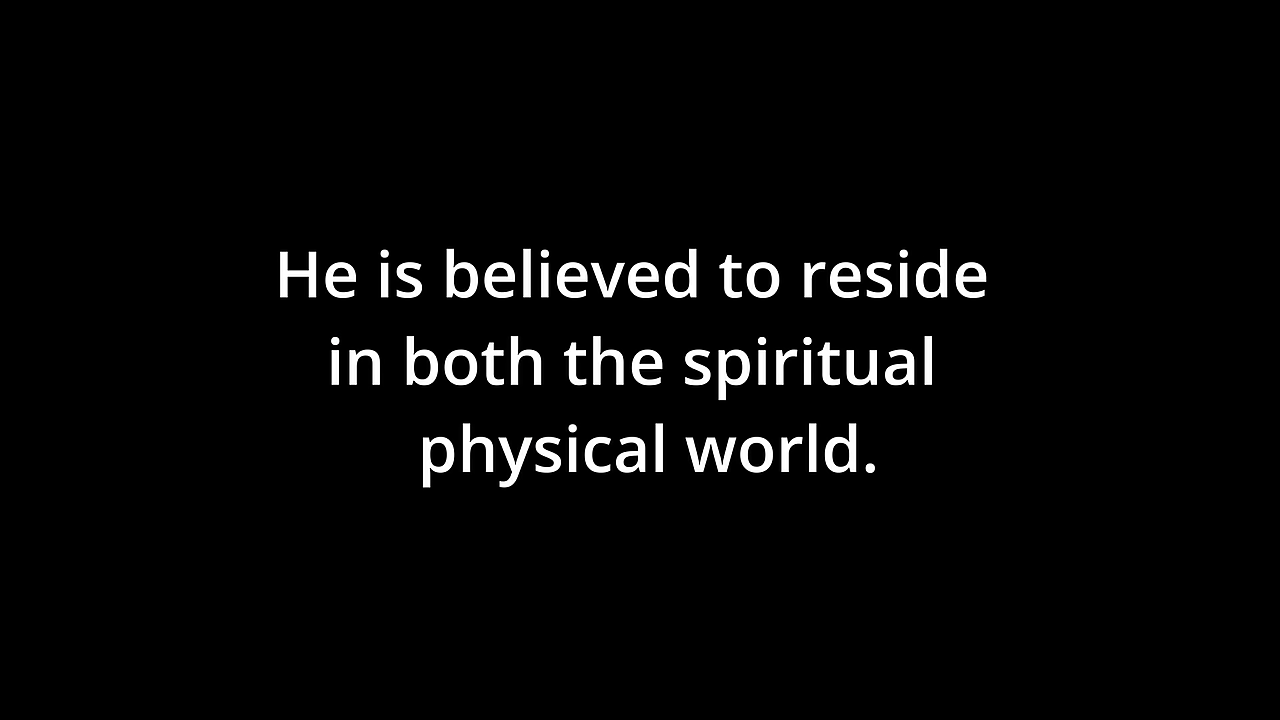 He is believed to reside
in both the spiritual
physical world.